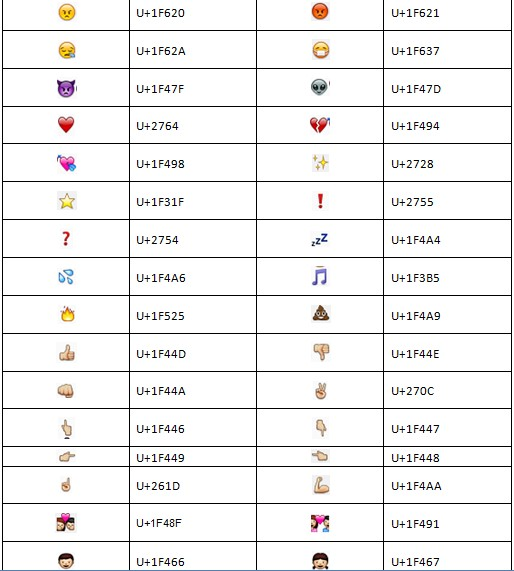 U+1F620 U+1F621
U+1F62A U+1F637
U+1F47F U+1F47D
U+2764 U+1F494
U+1F498 U+2728
U+1F31F U+2755
U+2754 U+1F4A4
U+1F4A6 U+1F3B5
U+1F525 U+1F4A9
U+1F44D U+1F44E
U+1F44A U+270C
U+1F446 U+1F447
U+1F449 U+1F448
U+261D U+1F4AA
U+1F48F U+1F491
U+1F466 U+1F467